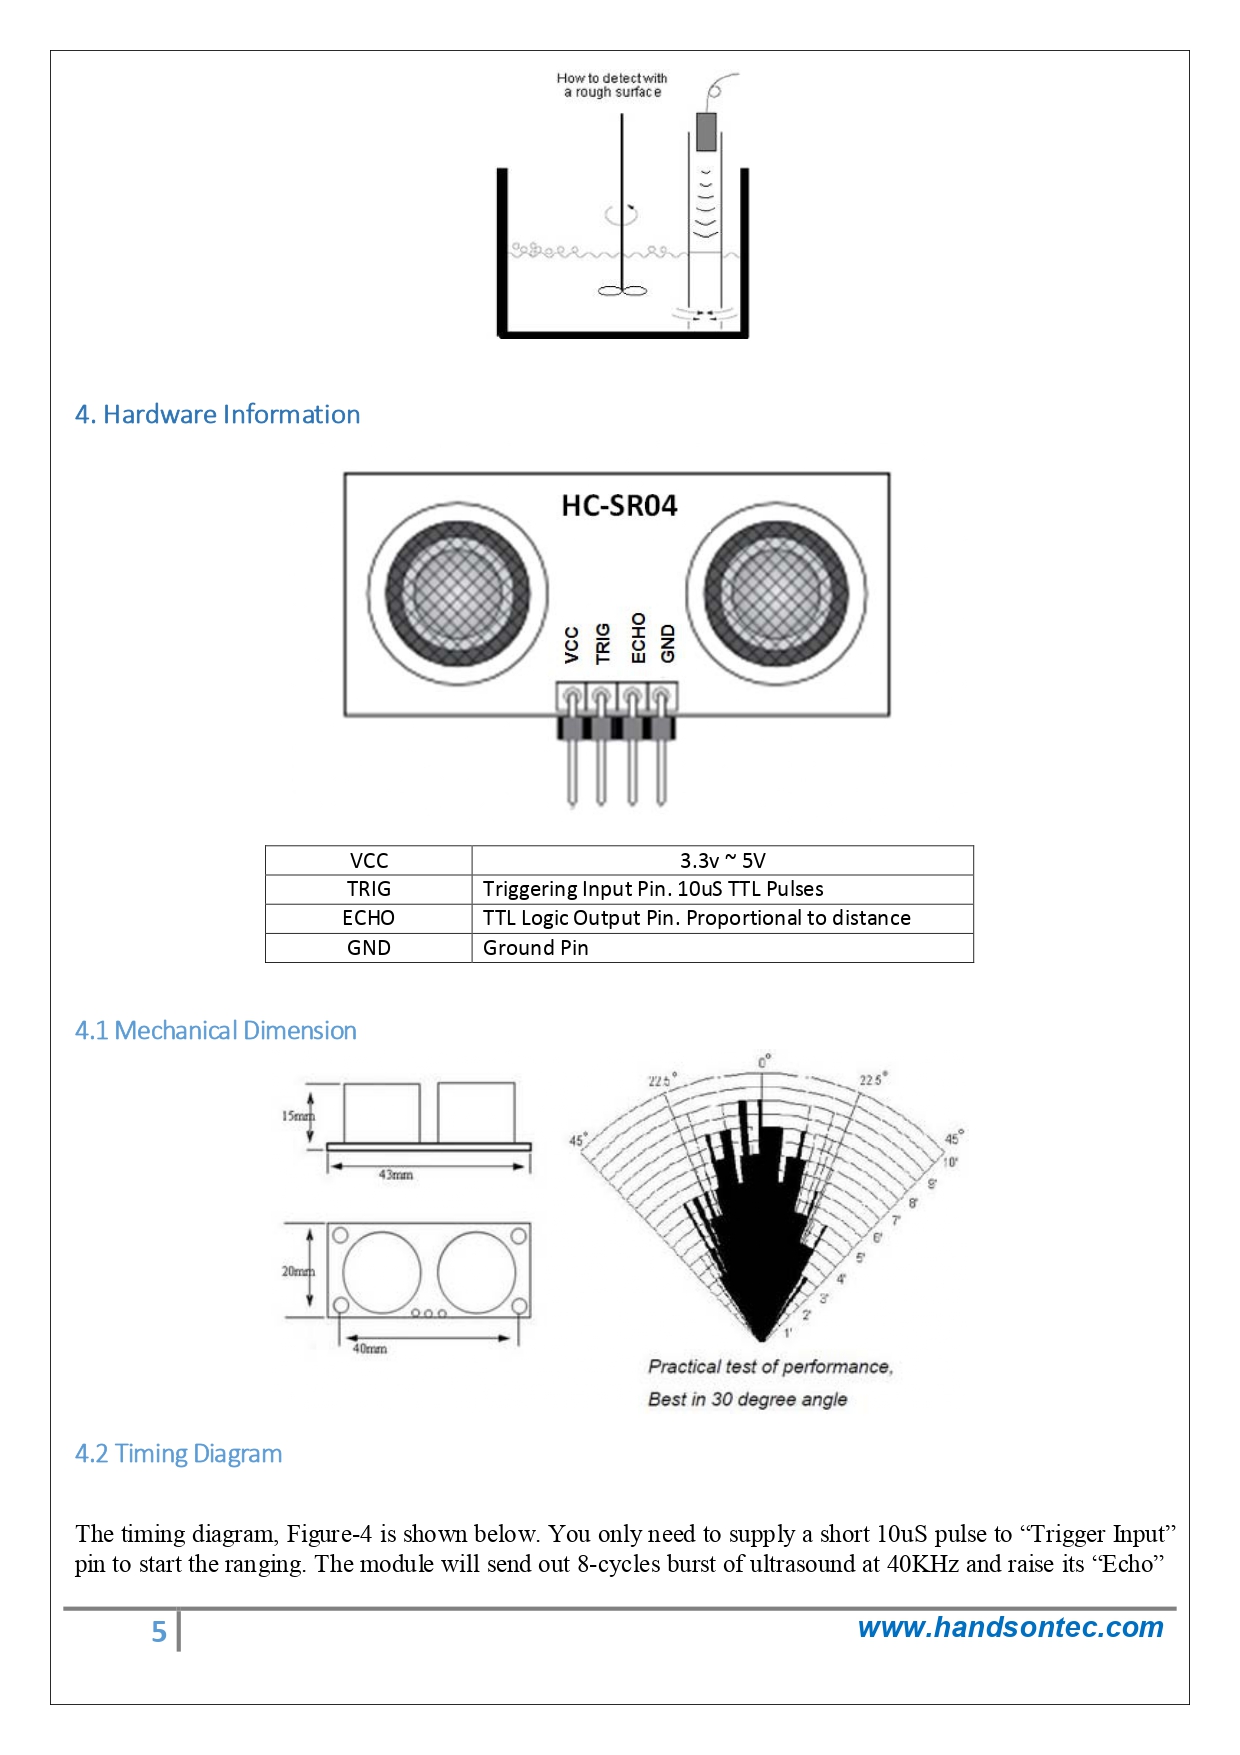 How to detect with
a rough surface
4. Hardware Information
HC-SR04
VCC
TRIG
ECHO
GND
VCC 3.3v ~ 5V
TRIG Triggering Input Pin. 10uS TTL Pulses
ECHO TTL Logic Output Pin. Proportional to distance
GND Ground Pin
4.1 Mechanical Dimension
15mm
43mm
20mm
40mm
0°
22.5° 22.5°
45° 45°
10'
9'
8'
7'
6'
5'
4'
3'
2'
1'
Practical test of performance,
Best in 30 degree angle
4.2 Timing Diagram
The timing diagram, Figure-4 is shown below. You only need to supply a short 10uS pulse to “Trigger Input”
pin to start the ranging. The module will send out 8-cycles burst of ultrasound at 40KHz and raise its “Echo”
5 www.handsontec.com